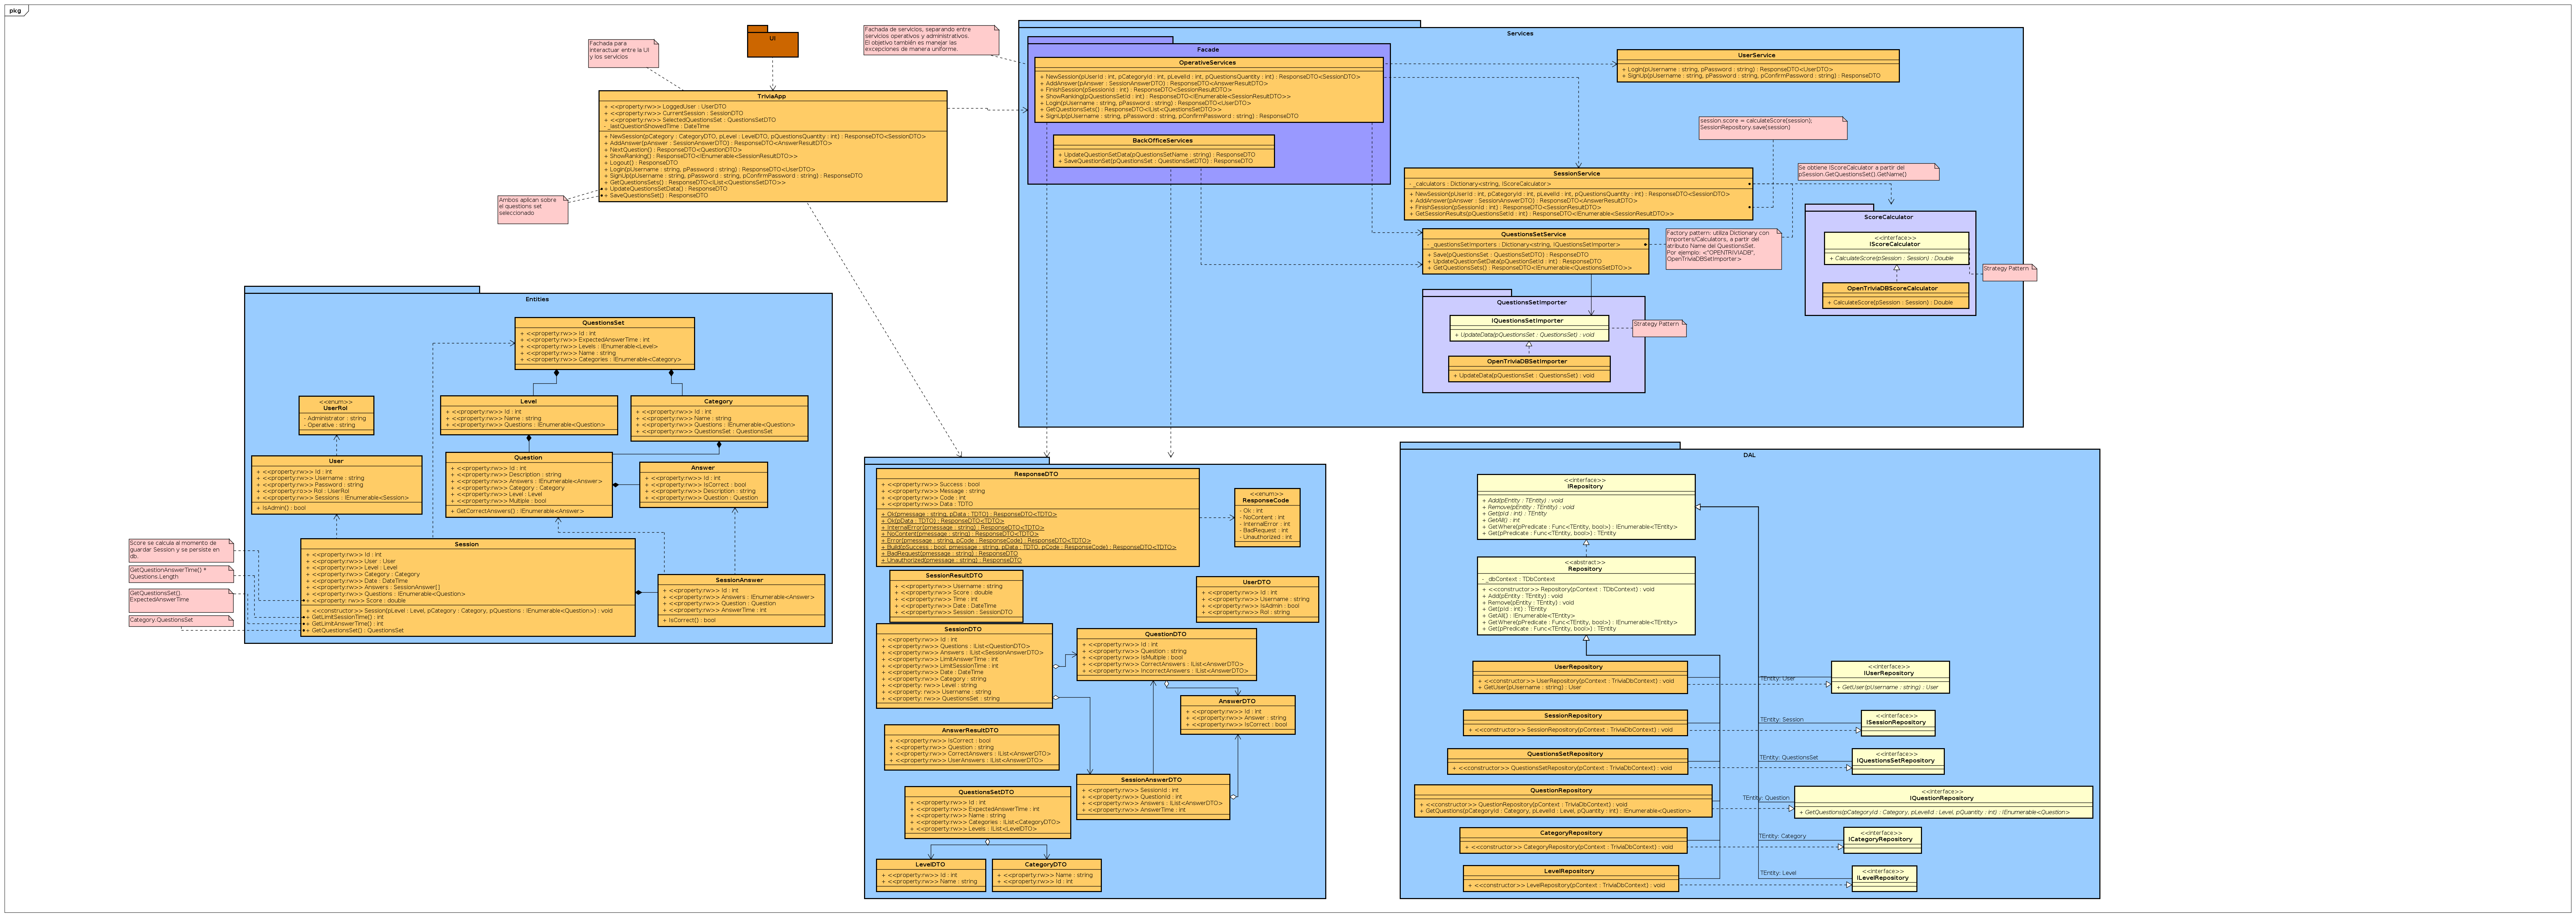 pkg
UI
Fachada para
interactuar entre la UI
y los servicios
TriviaApp
+ <<property:rw>> LoggedUser : UserDTO
+ <<property:rw>> CurrentSession : SessionDTO
+ <<property:rw>> SelectedQuestionsSet : QuestionsSetDTO
- _lastQuestionShowedTime : DateTime
+ NewSession(pCategory : CategoryDTO, pLevel : LevelDTO, pQuestionsQuantity : int) : ResponseDTO<SessionDTO>
+ AddAnswer(pAnswer : SessionAnswerDTO) : ResponseDTO<AnswerResultDTO>
+ NextQuestion() : ResponseDTO<QuestionDTO>
+ ShowRanking() : ResponseDTO<IEnumerable<SessionResultDTO>>
+ Logout() : ResponseDTO
+ Login(pUsername : string, pPassword : string) : ResponseDTO<UserDTO>
+ SignUp(pUsername : string, pPassword : string, pConfirmPassword : string) : ResponseDTO
+ GetQuestionsSets() : ResponseDTO<IList<QuestionsSetDTO>>
+ UpdateQuestionsSetData() : ResponseDTO
+ SaveQuestionsSet() : ResponseDTO
Ambos aplican sobre
el questions set
seleccionado
Fachada de servicios, separando entre
servicios operativos y administrativos.
El objetivo también es manejar las
excepciones de manera uniforme.
Services
Facade
OperativeServices
+ NewSession(pUserId : int, pCategoryId : int, pLevelId : int, pQuestionsQuantity : int) : ResponseDTO<SessionDTO>
+ AddAnswer(pAnswer : SessionAnswerDTO) : ResponseDTO<AnswerResultDTO>
+ FinishSession(pSessionId : int) : ResponseDTO<SessionResultDTO>
+ ShowRanking(pQuestionsSetId : int) : ResponseDTO<IEnumerable<SessionResultDTO>>
+ Login(pUsername : string, pPassword : string) : ResponseDTO<UserDTO>
+ GetQuestionsSets() : ResponseDTO<IList<QuestionsSetDTO>>
+ SignUp(pUsername : string, pPassword : string, pConfirmPassword : string) : ResponseDTO
BackOfficeServices
+ UpdateQuestionSetData(pQuestionsSetName : string) : ResponseDTO
+ SaveQuestionSet(pQuestionsSet : QuestionsSetDTO) : ResponseDTO
UserService
+ Login(pUsername : string, pPassword : string) : ResponseDTO<UserDTO>
+ SignUp(pUsername : string, pPassword : string, pConfirmPassword : string) : ResponseDTO
session.score = calculateScore(session);
SessionRepository.save(session)
Se obtiene IScoreCalculator a partir del
pSession.GetQuestionsSet().GetName()
SessionService
- _calculators : Dictionary<string, IScoreCalculator>
+ NewSession(pUserId : int, pCategoryId : int, pLevelId : int, pQuestionsQuantity : int) : ResponseDTO<SessionDTO>
+ AddAnswer(pAnswer : SessionAnswerDTO) : ResponseDTO<AnswerResultDTO>
+ FinishSession(pSessionId : int) : ResponseDTO<SessionResultDTO>
+ GetSessionResults(pQuestionsSetId : int) : ResponseDTO<IEnumerable<SessionResultDTO>>
QuestionsSetService
- _questionsSetImporters : Dictionary<string, IQuestionsSetImporter>
+ Save(pQuestionsSet : QuestionsSetDTO) : ResponseDTO
+ UpdateQuestionSetData(pQuestionSetId : int) : ResponseDTO
+ GetQuestionsSets() : ResponseDTO<IEnumerable<QuestionsSetDTO>>
Factory pattern: utiliza Dictionary con
Importers/Calculators, a partir del
atributo Name del QuestionsSet.
Por ejemplo: <"OPENTRIVIADB",
OpenTriviaDBSetImporter>
ScoreCalculator
<<interface>>
IScoreCalculator
+ CalculateScore(pSession : Session) : Double
OpenTriviaDBScoreCalculator
+ CalculateScore(pSession : Session) : Double
Strategy Pattern
QuestionsSetImporter
IQuestionsSetImporter
+ UpdateData(pQuestionsSet : QuestionsSet) : void
OpenTriviaDBSetImporter
+ UpdateData(pQuestionsSet : QuestionsSet) : void
Strategy Pattern
Entities
QuestionsSet
+ <<property:rw>> Id : int
+ <<property:rw>> ExpectedAnswerTime : int
+ <<property:rw>> Levels : IEnumerable<Level>
+ <<property:rw>> Name : string
+ <<property:rw>> Categories : IEnumerable<Category>
<<enum>>
UserRol
- Administrator : string
- Operative : string
Level
+ <<property:rw>> Id : int
+ <<property:rw>> Name : string
+ <<property:rw>> Questions : IEnumerable<Question>
Category
+ <<property:rw>> Id : int
+ <<property:rw>> Name : string
+ <<property:rw>> Questions : IEnumerable<Question>
+ <<property:rw>> QuestionsSet : QuestionsSet
User
+ <<property:rw>> Id : int
+ <<property:rw>> Username : string
+ <<property:rw>> Password : string
+ <<property:ro>> Rol : UserRol
+ <<property:rw>> Sessions : IEnumerable<Session>
+ IsAdmin() : bool
Question
+ <<property:rw>> Id : int
+ <<property:rw>> Description : string
+ <<property:rw>> Answers : IEnumerable<Answer>
+ <<property:rw>> Category : Category
+ <<property:rw>> Level : Level
+ <<property:rw>> Multiple : bool
+ GetCorrectAnswers() : IEnumerable<Answer>
Answer
+ <<property:rw>> Id : int
+ <<property:rw>> IsCorrect : bool
+ <<property:rw>> Description : string
+ <<property:rw>> Question : Question
Score se calcula al momento de
guardar Session y se persiste en
db.
GetQuestionAnswerTime() *
Questions.Length
GetQuestionsSet().
ExpectedAnswerTime
Category.QuestionsSet
Session
+ <<property:rw>> Id : int
+ <<property:rw>> User : User
+ <<property:rw>> Level : Level
+ <<property:rw>> Category : Category
+ <<property:rw>> Date : DateTime
+ <<property:rw>> Answers : SessionAnswer[]
+ <<property:rw>> Questions : IEnumerable<Question>
+ <<property: rw>> Score : double
+ <<constructor>> Session(pLevel : Level, pCategory : Category, pQuestions : IEnumerable<Question>) : void
+ GetLimitSessionTime() : int
+ GetLimitAnswerTime() : int
+ GetQuestionsSet() : QuestionsSet
SessionAnswer
+ <<property:rw>> Id : int
+ <<property:rw>> Answers : IEnumerable<Answer>
+ <<property:rw>> Question : Question
+ <<property:rw>> AnswerTime : int
+ IsCorrect() : bool
ResponseDTO
+ <<property:rw>> Success : bool
+ <<property:rw>> Message : string
+ <<property:rw>> Code : int
+ <<property:rw>> Data : TDTO
+ Ok(pmessage : string, pData : TDTO) : ResponseDTO<TDTO>
+ Ok(pData : TDTO) : ResponseDTO<TDTO>
+ InternalError(pmessage : string) : ResponseDTO<TDTO>
+ NoContent(pmessage : string) : ResponseDTO<TDTO>
+ Error(pmessage : string, pCode : ResponseCode) : ResponseDTO<TDTO>
+ Build(pSuccess : bool, pmessage : string, pData : TDTO, pCode : ResponseCode) : ResponseDTO<TDTO>
+ BadRequest(pmessage : string) : ResponseDTO
+ Unauthorized(pmessage : string) : ResponseDTO
<<enum>>
ResponseCode
- Ok : int
- NoContent : int
- InternalError : int
- BadRequest : int
- Unauthorized : int
SessionResultDTO
+ <<property:rw>> Username : string
+ <<property:rw>> Score : double
+ <<property:rw>> Time : int
+ <<property:rw>> Date : DateTime
+ <<property:rw>> Session : SessionDTO
UserDTO
+ <<property:rw>> Id : int
+ <<property:rw>> Username : string
+ <<property:rw>> IsAdmin : bool
+ <<property:rw>> Rol : string
SessionDTO
+ <<property:rw>> Id : int
+ <<property:rw>> Questions : IList<QuestionDTO>
+ <<property:rw>> Answers : IList<SessionAnswerDTO>
+ <<property:rw>> LimitAnswerTime : int
+ <<property:rw>> LimitSessionTime : int
+ <<property:rw>> Date : DateTime
+ <<property:rw>> Category : string
+ <<property: rw>> Level : string
+ <<property: rw>> Username : string
+ <<property: rw>> QuestionsSet : string
QuestionDTO
+ <<property:rw>> Id : int
+ <<property:rw>> Question : string
+ <<property:rw>> IsMultiple : bool
+ <<property:rw>> CorrectAnswers : IList<AnswerDTO>
+ <<property:rw>> IncorrectAnswers : IList<AnswerDTO>
AnswerDTO
+ <<property:rw>> Id : int
+ <<property:rw>> Answer : string
+ <<property:rw>> IsCorrect : bool
AnswerResultDTO
+ <<property:rw>> IsCorrect : bool
+ <<property:rw>> Question : string
+ <<property:rw>> CorrectAnswers : IList<AnswerDTO>
+ <<property:rw>> UserAnswers : IList<AnswerDTO>
SessionAnswerDTO
+ <<property:rw>> SessionId : int
+ <<property:rw>> QuestionId : int
+ <<property:rw>> Answers : IList<AnswerDTO>
+ <<property:rw>> AnswerTime : int
QuestionsSetDTO
+ <<property:rw>> Id : int
+ <<property:rw>> ExpectedAnswerTime : int
+ <<property:rw>> Name : string
+ <<property:rw>> Categories : IList<CategoryDTO>
+ <<property:rw>> Levels : IList<LevelDTO>
LevelDTO
+ <<property:rw>> Id : int
+ <<property:rw>> Name : string
CategoryDTO
+ <<property:rw>> Name : string
+ <<property:rw>> Id : int
DAL
<<interface>>
IRepository
+ Add(pEntity : TEntity) : void
+ Remove(pEntity : TEntity) : void
+ Get(pId : int) : TEntity
+ GetAll() : int
+ GetWhere(pPredicate : Func<TEntity, bool>) : IEnumerable<TEntity>
+ Get(pPredicate : Func<TEntity, bool>) : TEntity
<<abstract>>
Repository
- _dbContext : TDbContext
+ <<constructor>> Repository(pContext : TDbContext) : void
+ Add(pEntity : TEntity) : void
+ Remove(pEntity : TEntity) : void
+ Get(pId : int) : TEntity
+ GetAll() : IEnumerable<TEntity>
+ GetWhere(pPredicate : Func<TEntity, bool>) : IEnumerable<TEntity>
+ Get(pPredicate : Func<TEntity, bool>) : TEntity
UserRepository
+ <<constructor>> UserRepository(pContext : TriviaDbContext) : void
+ GetUser(pUsername : string) : User
TEntity: User
<<interface>>
IUserRepository
+ GetUser(pUsername : string) : User
SessionRepository
+ <<constructor>> SessionRepository(pContext : TriviaDbContext) : void
TEntity: Session
<<interface>>
ISessionRepository
QuestionsSetRepository
+ <<constructor>> QuestionsSetRepository(pContext : TriviaDbContext) : void
TEntity: QuestionsSet
<<interface>>
IQuestionsSetRepository
QuestionRepository
+ <<constructor>> QuestionRepository(pContext : TriviaDbContext) : void
+ GetQuestions(pCategoryId : Category, pLevelId : Level, pQuantity : int) : IEnumerable<Question>
TEntity: Question
<<interface>>
IQuestionRepository
+ GetQuestions(pCategoryId : Category, pLevelId : Level, pQuantity : int) : IEnumerable<Question>
CategoryRepository
+ <<constructor>> CategoryRepository(pContext : TriviaDbContext) : void
TEntity: Category
<<interface>>
ICategoryRepository
LevelRepository
+ <<constructor>> LevelRepository(pContext : TriviaDbContext) : void
TEntity: Level
<<interface>>
ILevelRepository